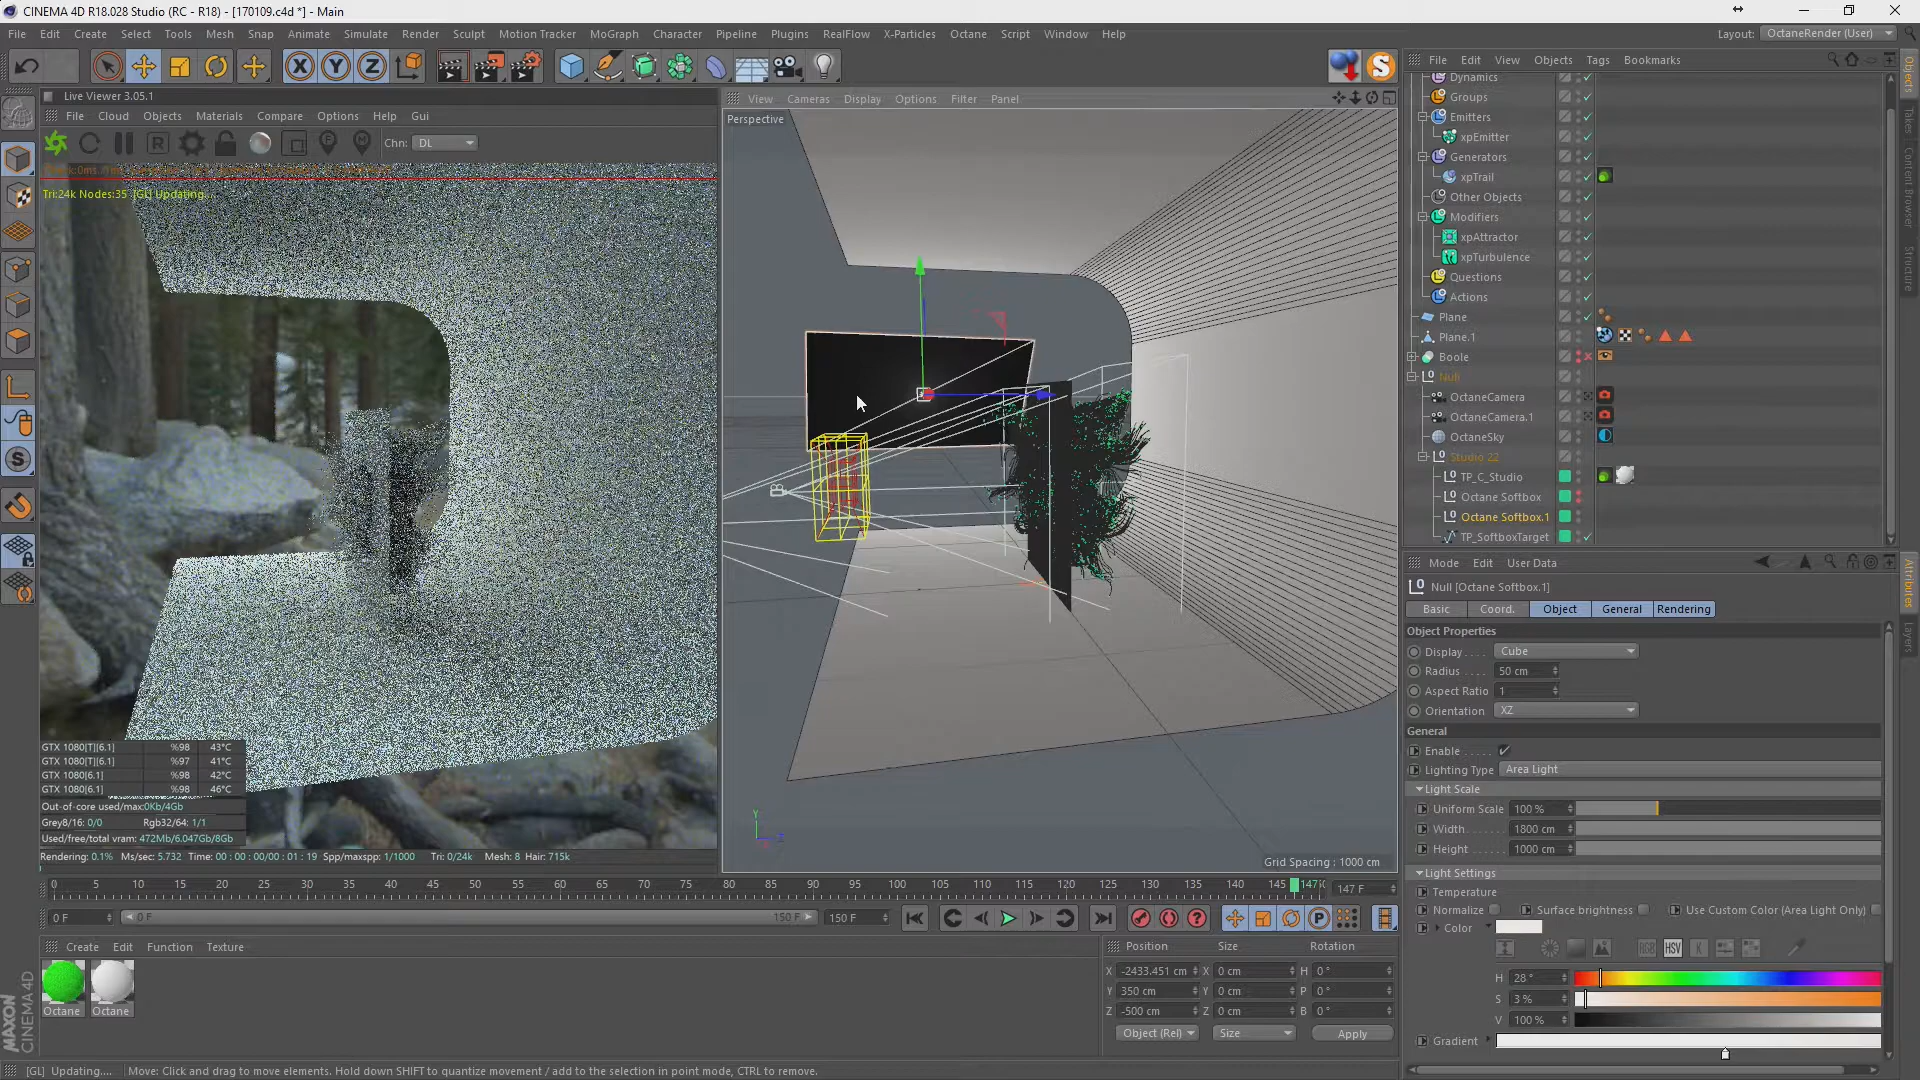 CINEMA 4D R18.028 Studio (RC - R18) - [170109.c4d *] - Main
File Edit Create Select Tools Mesh Snap Animate Simulate Render Sculpt Motion Tracker MoGraph Character Pipeline Plugins RealFlow X-Particles Octane Script Window Help
Layout: OctaneRender (User)
Live Viewer 3.05.1
File Cloud Objects Materials Compare Options Help Gui
Chn: DL
Tri:24k Nodes:35 [GL] Updating...
GTX 1080[T][6.1] %98 43°C
GTX 1080[T][6.1] %97 41°C
GTX 1080[6.1] %98 42°C
GTX 1080[6.1] %98 46°C
Out-of-core used/max:0Kb/4Gb
Grey8/16: 0/0 Rgb32/64: 1/1
Used/free/total vram: 472Mb/6.047Gb/8Gb
Rendering: 0.1% Ms/sec: 5.732 Time: 00 : 00 : 00/00 : 01 : 19 Spp/maxspp: 1/1000 Tri: 0/24k Mesh: 8 Hair: 715k
View Cameras Display Options Filter Panel
Perspective
Grid Spacing : 1000 cm
Y
File Edit View Objects Tags Bookmarks
Dynamics
Groups
Emitters
xpEmitter
Generators
xpTrail
Other Objects
Modifiers
xpAttractor
xpTurbulence
Questions
Actions
Plane
Plane.1
Boole
Null
OctaneCamera
OctaneCamera.1
OctaneSky
Studio 22
TP_C_Studio
Octane Softbox
Octane Softbox.1
TP_SoftboxTarget
Objects
Takes
Content Browser
Structure
Mode Edit User Data
Null [Octane Softbox.1]
Basic Coord. Object General Rendering
Object Properties
Display Cube
Radius 50 cm
Aspect Ratio 1
Orientation XZ
General
Enable
Lighting Type Area Light
Light Scale
Uniform Scale 100 %
Width 1800 cm
Height 1000 cm
Light Settings
Temperature
Normalize Surface brightness Use Custom Color (Area Light Only)
Color
RGB HSV K
H 28 °
S 3 %
V 100 %
Gradient
Attributes
Layers
0 5 10 15 20 25 30 35 40 45 50 55 60 65 70 75 80 85 90 95 100 105 110 115 120 125 130 135 140 145 147 147 F
0 F 0 F 150 F 150 F
Create Edit Function Texture
Octane Octane
MAXON CINEMA 4D
Position Size Rotation
X -2433.451 cm X 0 cm H 0 °
Y 350 cm Y 0 cm P 0 °
Z -500 cm Z 0 cm B 0 °
Object (Rel) Size Apply
[GL] Updating.... Move: Click and drag to move elements. Hold down SHIFT to quantize movement / add to the selection in point mode, CTRL to remove.